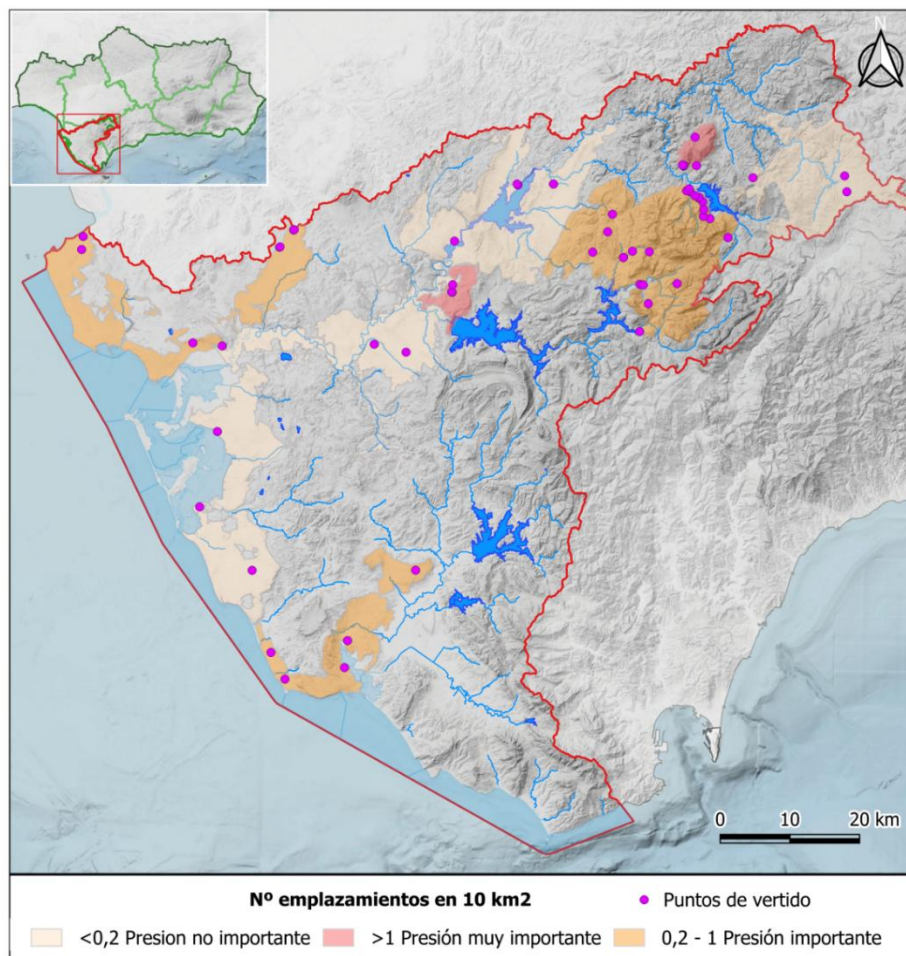 N
0 10 20 km
Nº emplazamientos en 10 km2
Puntos de vertido
<0,2 Presion no importante
>1 Presión muy importante
0,2 - 1 Presión importante